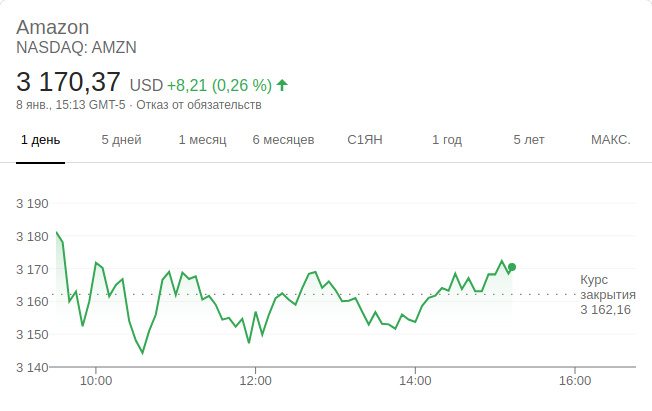 Amazon
NASDAQ: AMZN
3 170,37 USD +8,21 (0,26 %)
8 янв., 15:13 GMT-5 · Отказ от обязательств
1 день 5 дней 1 месяц 6 месяцев С1ЯН 1 год 5 лет МАКС.
3 190
3 180
3 170
3 160
3 150
3 140
Курс
закрытия
3 162,16
10:00 12:00 14:00 16:00